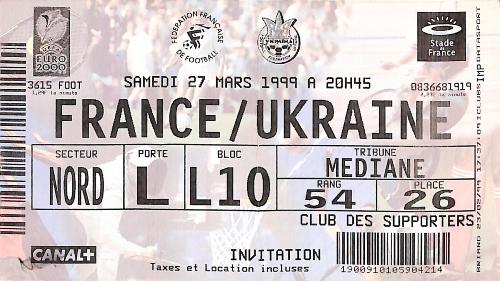 EURO
2000
FEDERATION FRANÇAISE
DE FOOTBALL
Stade de
France
SAMEDI 27 MARS 1999 A 20H45
3615 FOOT
0836681919
FRANCE/UKRAINE
SECTEUR
NORD
PORTE
L
BLOC
L10
TRIBUNE
MEDIANE
RANG
54
PLACE
26
CLUB DES SUPPORTERS
CANAL+
INVITATION
Taxes et Location incluses
1900910105904214